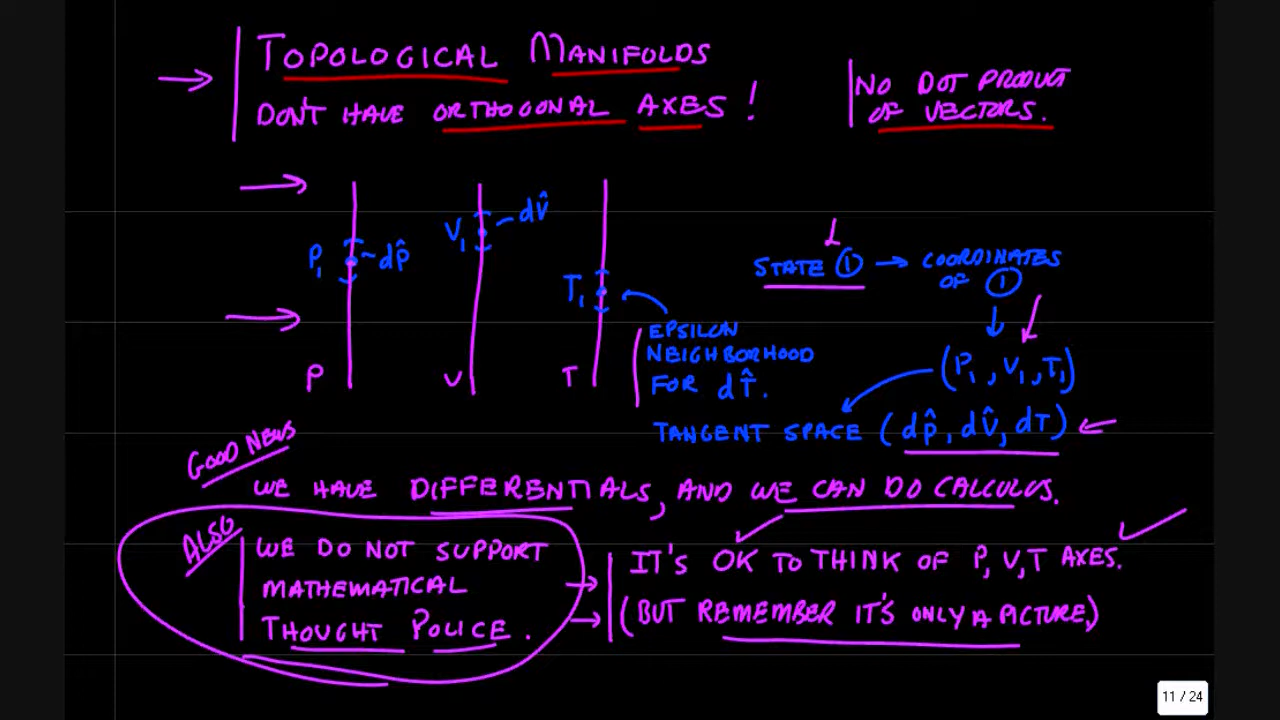 TOPOLOGICAL MANIFOLDS
DON'T HAVE ORTHOGONAL AXES!
NO DOT PRODUCT
OF VECTORS.
P₁ ~dp̂
V₁ dv̂
T₁
P
V
T
EPSILON
NEIGHBORHOOD
FOR dT̂.
STATE ① → COORDINATES
OF ①
(P₁, V₁, T₁)
TANGENT SPACE (dp̂, dv̂, dT)
GOOD NEWS
WE HAVE DIFFERENTIALS, AND WE CAN DO CALCULUS.
ALSO
WE DO NOT SUPPORT
MATHEMATICAL
THOUGHT POLICE.
IT'S OK TO THINK OF P, V, T AXES.
(BUT REMEMBER IT'S ONLY A PICTURE,)
11 / 24